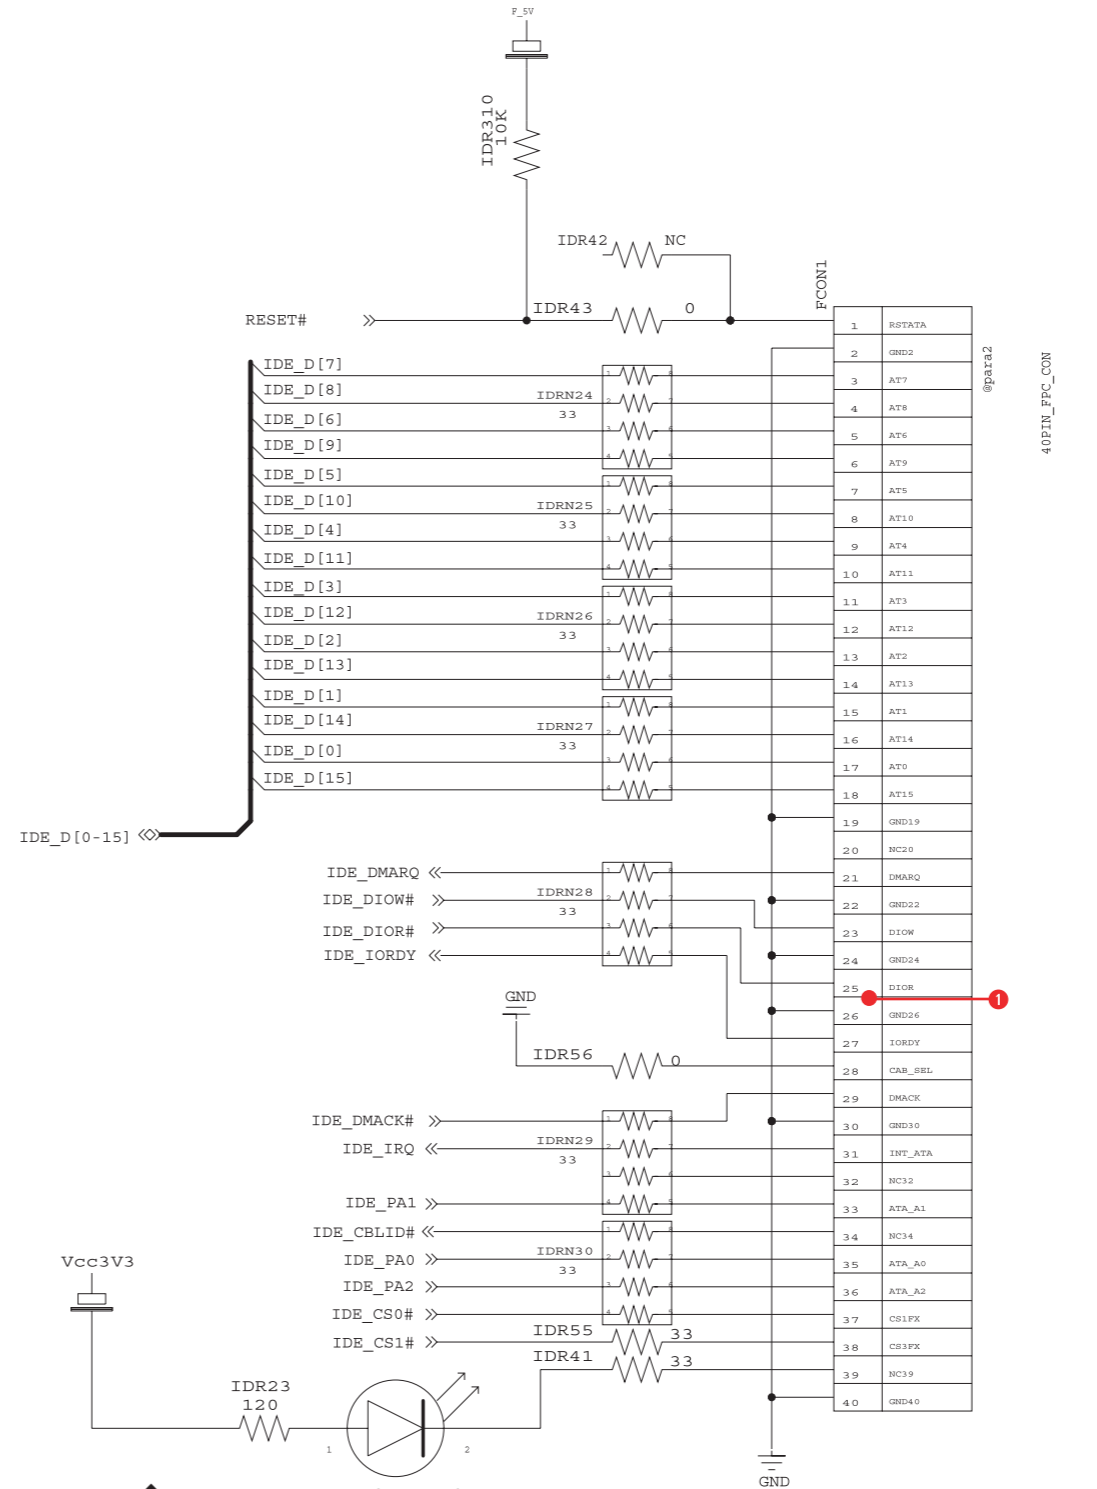 F_5V
IDR310
10K
IDR42 NC
IDR43 0
FCON1
RESET#
1 RSTATA
2 GND2
@para2
40PIN_FPC_CON
IDE_D[7]
3 AT7
IDE_D[8]
IDRN24
33
4 AT8
IDE_D[6]
5 AT6
IDE_D[9]
6 AT9
IDE_D[5]
7 AT5
IDE_D[10]
IDRN25
33
8 AT10
IDE_D[4]
9 AT4
IDE_D[11]
10 AT11
IDE_D[3]
11 AT3
IDE_D[12]
IDRN26
33
12 AT12
IDE_D[2]
13 AT2
IDE_D[13]
14 AT13
IDE_D[1]
15 AT1
IDE_D[14]
IDRN27
33
16 AT14
IDE_D[0]
17 AT0
IDE_D[15]
18 AT15
19 GND19
IDE_D[0-15]
20 NC20
IDE_DMARQ
21 DMARQ
IDE_DIOW#
IDRN28
33
22 GND22
IDE_DIOR#
23 DIOW
IDE_IORDY
24 GND24
25 DIOR
1
GND
26 GND26
27 IORDY
IDR56 0
28 CAB_SEL
29 DMACK
IDE_DMACK#
30 GND30
IDE_IRQ
IDRN29
33
31 INT_ATA
32 NC32
IDE_PA1
33 ATA_A1
IDE_CBLID#
34 NC34
IDE_PA0
IDRN30
33
35 ATA_A0
Vcc3V3
IDE_PA2
36 ATA_A2
IDE_CS0#
37 CS1FX
IDR55 33
IDE_CS1#
38 CS3FX
IDR41 33
39 NC39
40 GND40
IDR23
120
1 2
GND